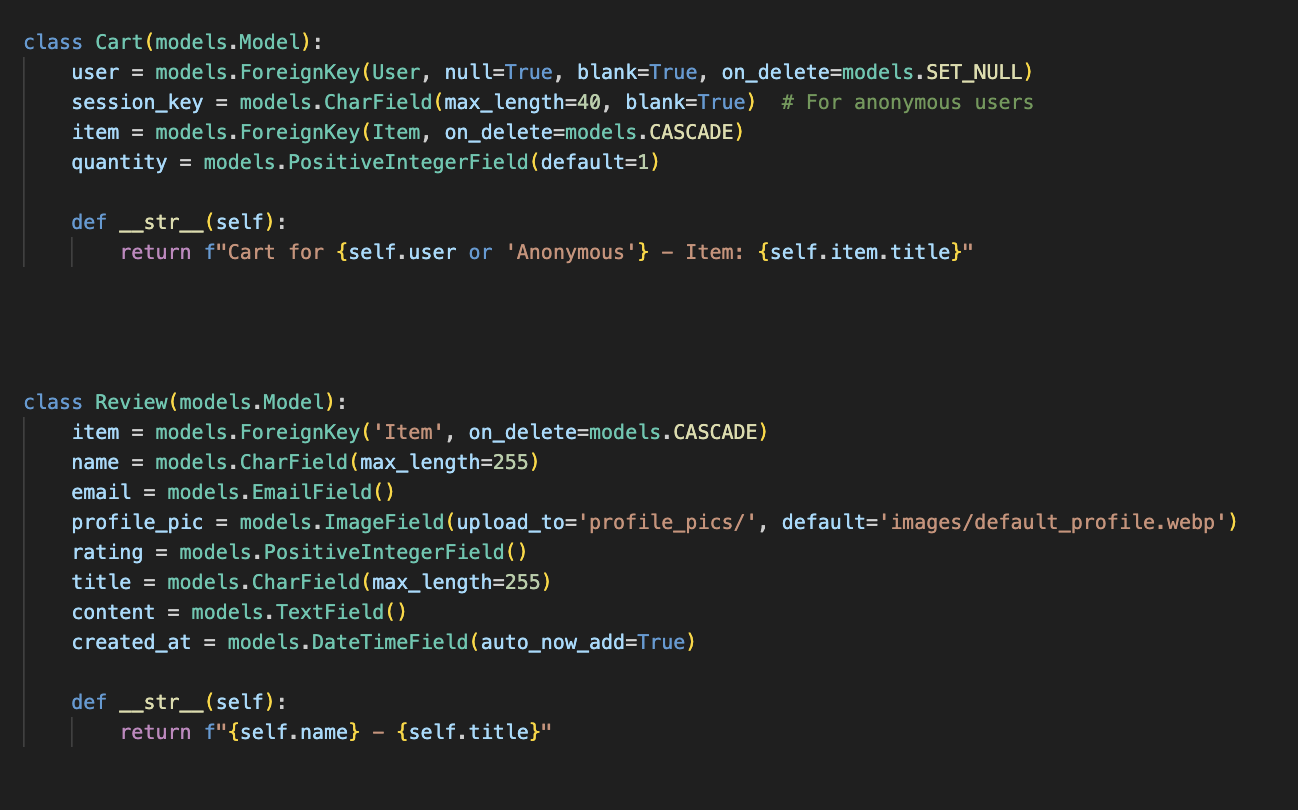 class Cart(models.Model):
    user = models.ForeignKey(User, null=True, blank=True, on_delete=models.SET_NULL)
    session_key = models.CharField(max_length=40, blank=True)  # For anonymous users
    item = models.ForeignKey(Item, on_delete=models.CASCADE)
    quantity = models.PositiveIntegerField(default=1)

    def __str__(self):
        return f"Cart for {self.user or 'Anonymous'} - Item: {self.item.title}"

class Review(models.Model):
    item = models.ForeignKey('Item', on_delete=models.CASCADE)
    name = models.CharField(max_length=255)
    email = models.EmailField()
    profile_pic = models.ImageField(upload_to='profile_pics/', default='images/default_profile.webp')
    rating = models.PositiveIntegerField()
    title = models.CharField(max_length=255)
    content = models.TextField()
    created_at = models.DateTimeField(auto_now_add=True)

    def __str__(self):
        return f"{self.name} - {self.title}"